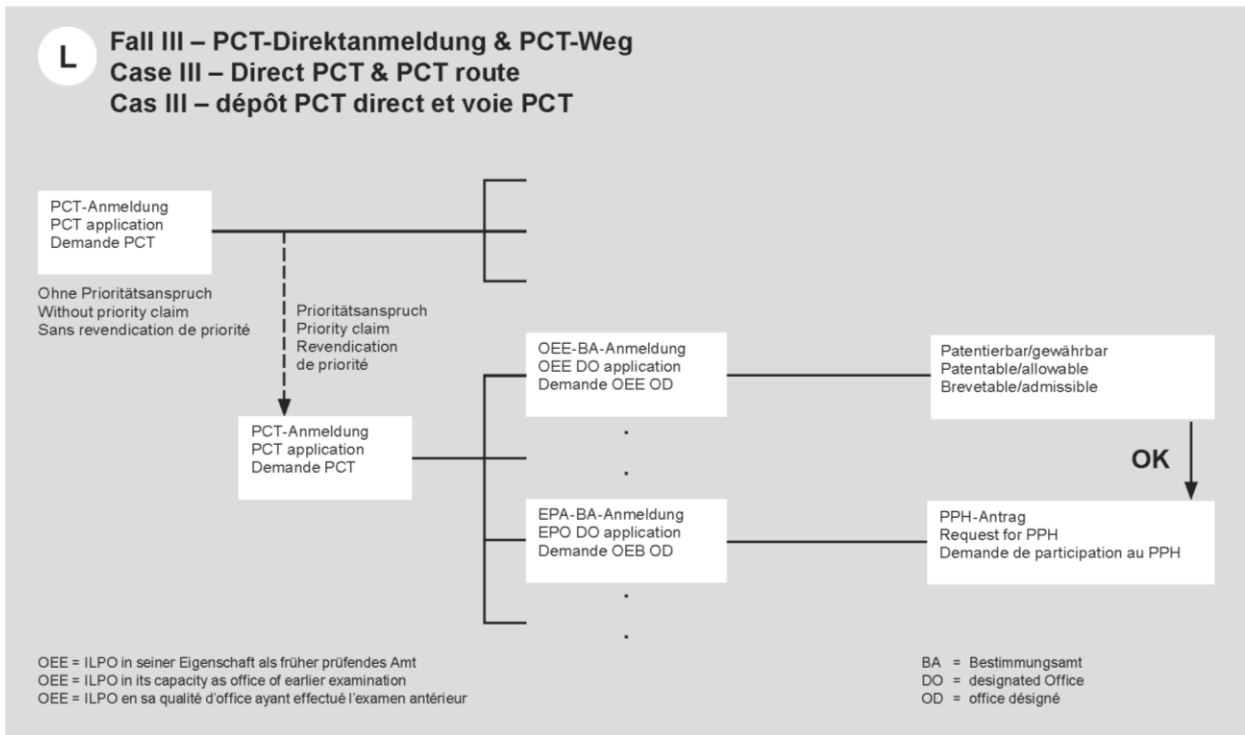 L
Fall III – PCT-Direktanmeldung & PCT-Weg
Case III – Direct PCT & PCT route
Cas III – dépôt PCT direct et voie PCT
PCT-Anmeldung
PCT application
Demande PCT
Ohne Prioritätsanspruch
Without priority claim
Sans revendication de priorité
Prioritätsanspruch
Priority claim
Revendication
de priorité
OEE-BA-Anmeldung
OEE DO application
Demande OEE OD
Patentierbar/gewährbar
Patentable/allowable
Brevetable/admissible
PCT-Anmeldung
PCT application
Demande PCT
OK
EPA-BA-Anmeldung
EPO DO application
Demande OEB OD
PPH-Antrag
Request for PPH
Demande de participation au PPH
OEE = ILPO in seiner Eigenschaft als früher prüfendes Amt
OEE = ILPO in its capacity as office of earlier examination
OEE = ILPO en sa qualité d'office ayant effectué l'examen antérieur
BA = Bestimmungsamt
DO = designated Office
OD = office désigné